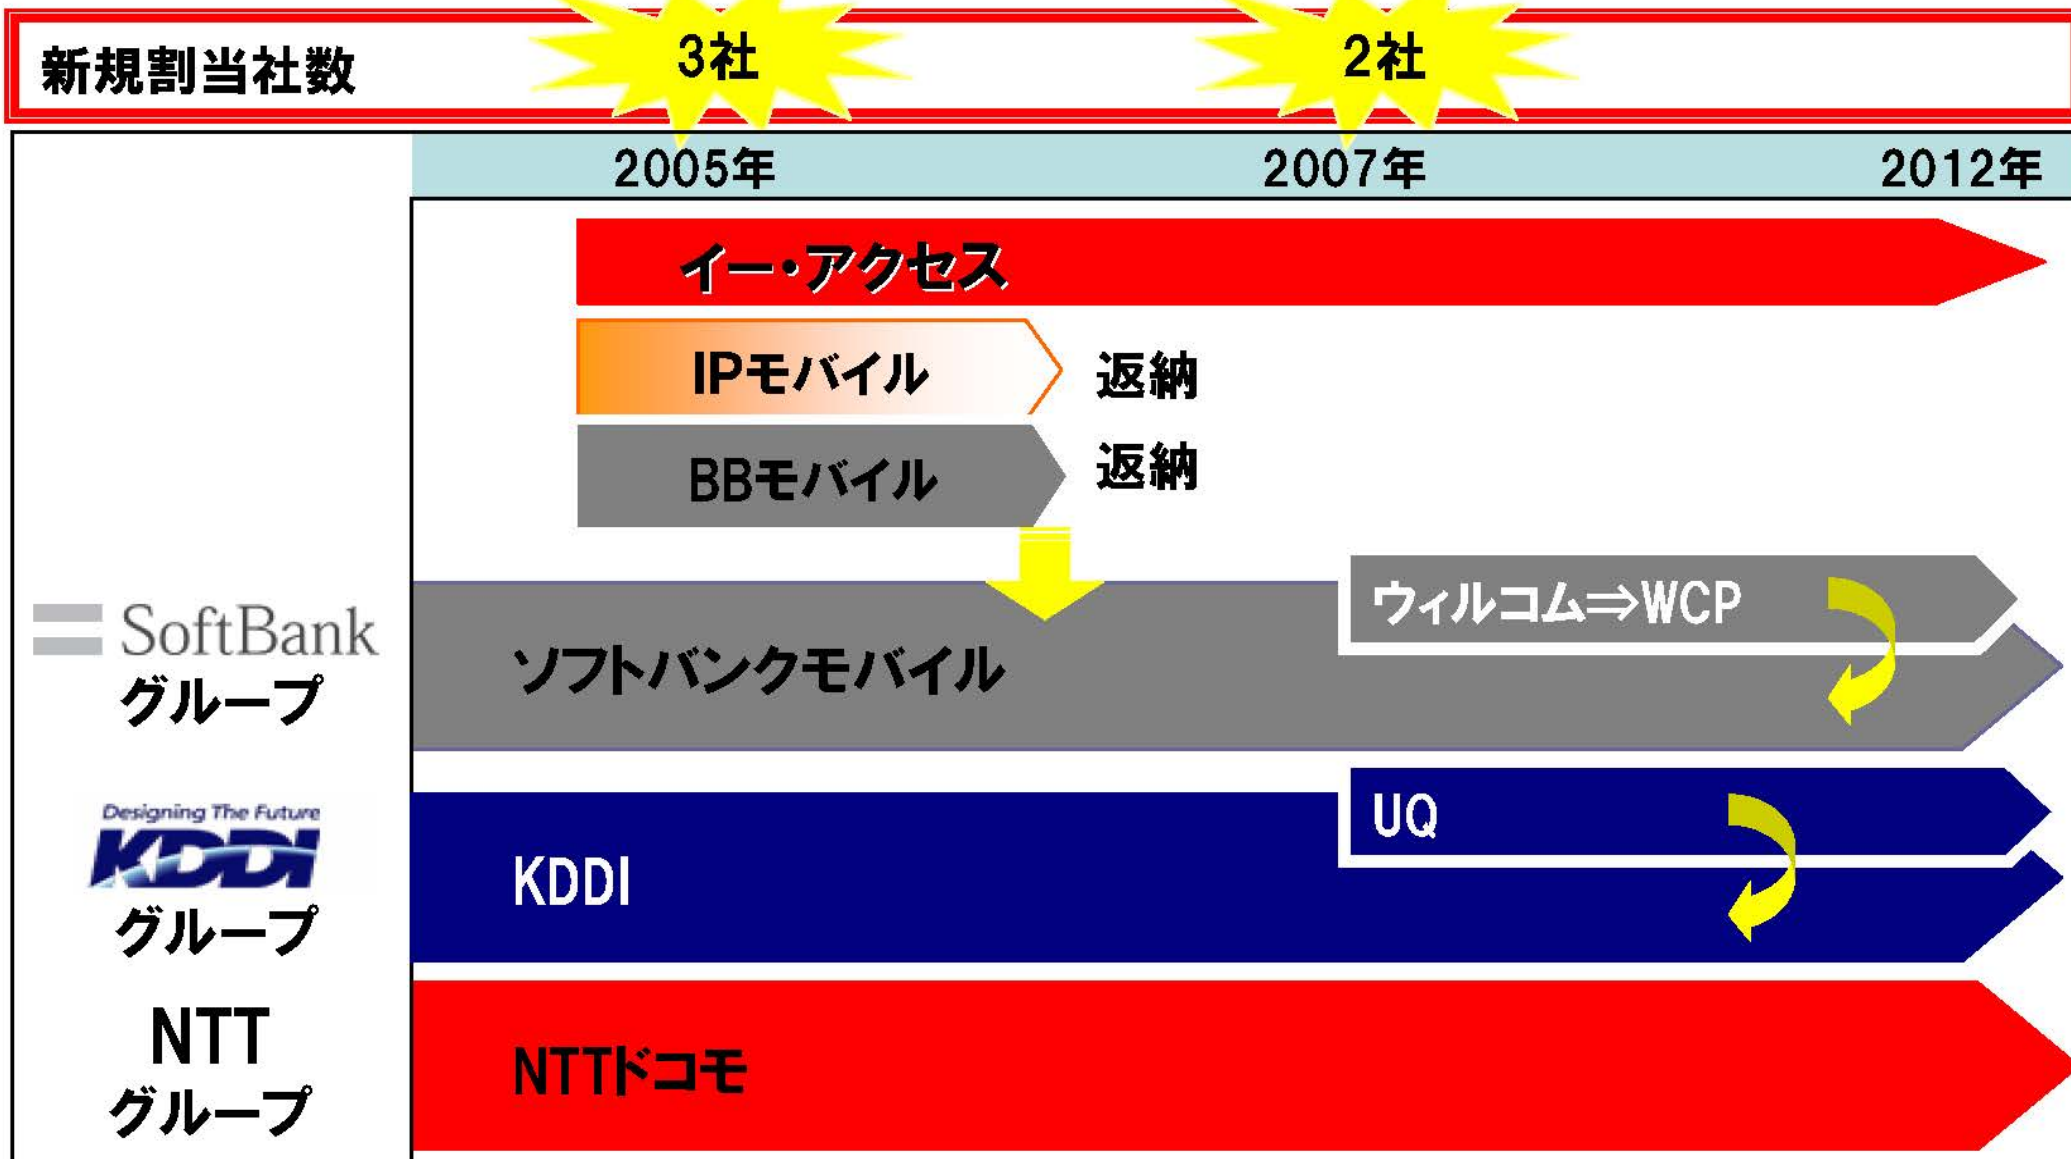 新規割当社数
3社
2社
2005年
2007年
2012年
イー・アクセス
IPモバイル
返納
BBモバイル
返納
SoftBank
グループ
ソフトバンクモバイル
ウィルコム⇒WCP
Designing The Future
KDDI
グループ
KDDI
UQ
NTT
グループ
NTTドコモ